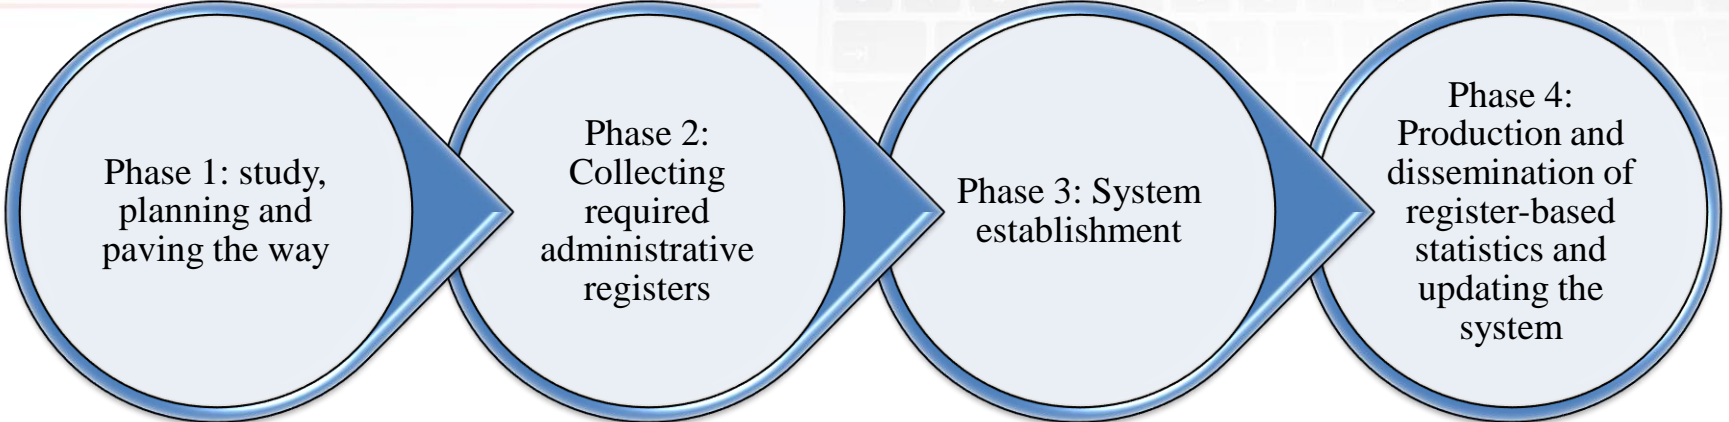 Phase 1: study,
planning and
paving the way
Phase 2:
Collecting
required
administrative
registers
Phase 3: System
establishment
Phase 4:
Production and
dissemination of
register-based
statistics and
updating the
system